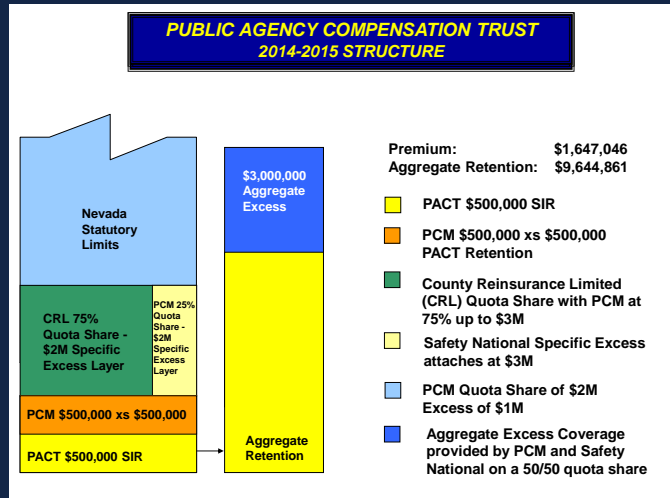 PUBLIC AGENCY COMPENSATION TRUST
2014-2015 STRUCTURE
Nevada
Statutory
Limits
CRL 75%
Quota Share -
$2M Specific
Excess Layer
PCM 25%
Quota
Share -
$2M
Specific
Excess
Layer
PCM $500,000 xs $500,000
PACT $500,000 SIR
$3,000,000
Aggregate
Excess
Aggregate
Retention
Premium: $1,647,046
Aggregate Retention: $9,644,861
PACT $500,000 SIR
PCM $500,000 xs $500,000
PACT Retention
County Reinsurance Limited
(CRL) Quota Share with PCM at
75% up to $3M
Safety National Specific Excess
attaches at $3M
PCM Quota Share of $2M
Excess of $1M
Aggregate Excess Coverage
provided by PCM and Safety
National on a 50/50 quota share